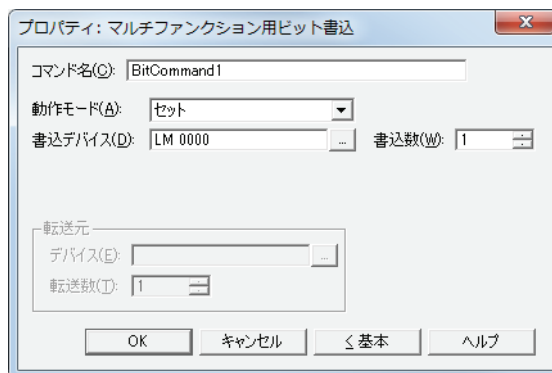 プロパティ: マルチファンクション用ビット書込
コマンド名(C): BitCommand1
動作モード(A): セット
書込デバイス(D): LM 0000 ... 書込数(W): 1
転送元
デバイス(E): ...
転送数(T): 1
OK キャンセル < 基本 ヘルプ